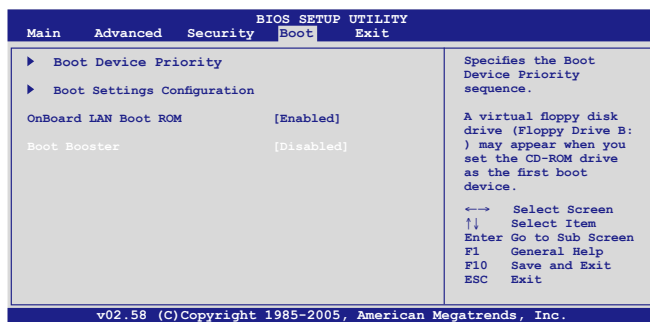 BIOS SETUP UTILITY
Main Advanced Security Boot Exit
Boot Device Priority
Boot Settings Configuration
OnBoard LAN Boot ROM [Enabled]
Boot Booster [Disabled]
Specifies the Boot
Device Priority
sequence.
A virtual floppy disk
drive (Floppy Drive B:
) may appear when you
set the CD-ROM drive
as the first boot
device.
←→ Select Screen
↑↓ Select Item
Enter Go to Sub Screen
F1 General Help
F10 Save and Exit
ESC Exit
v02.58 (C)Copyright 1985-2005, American Megatrends, Inc.